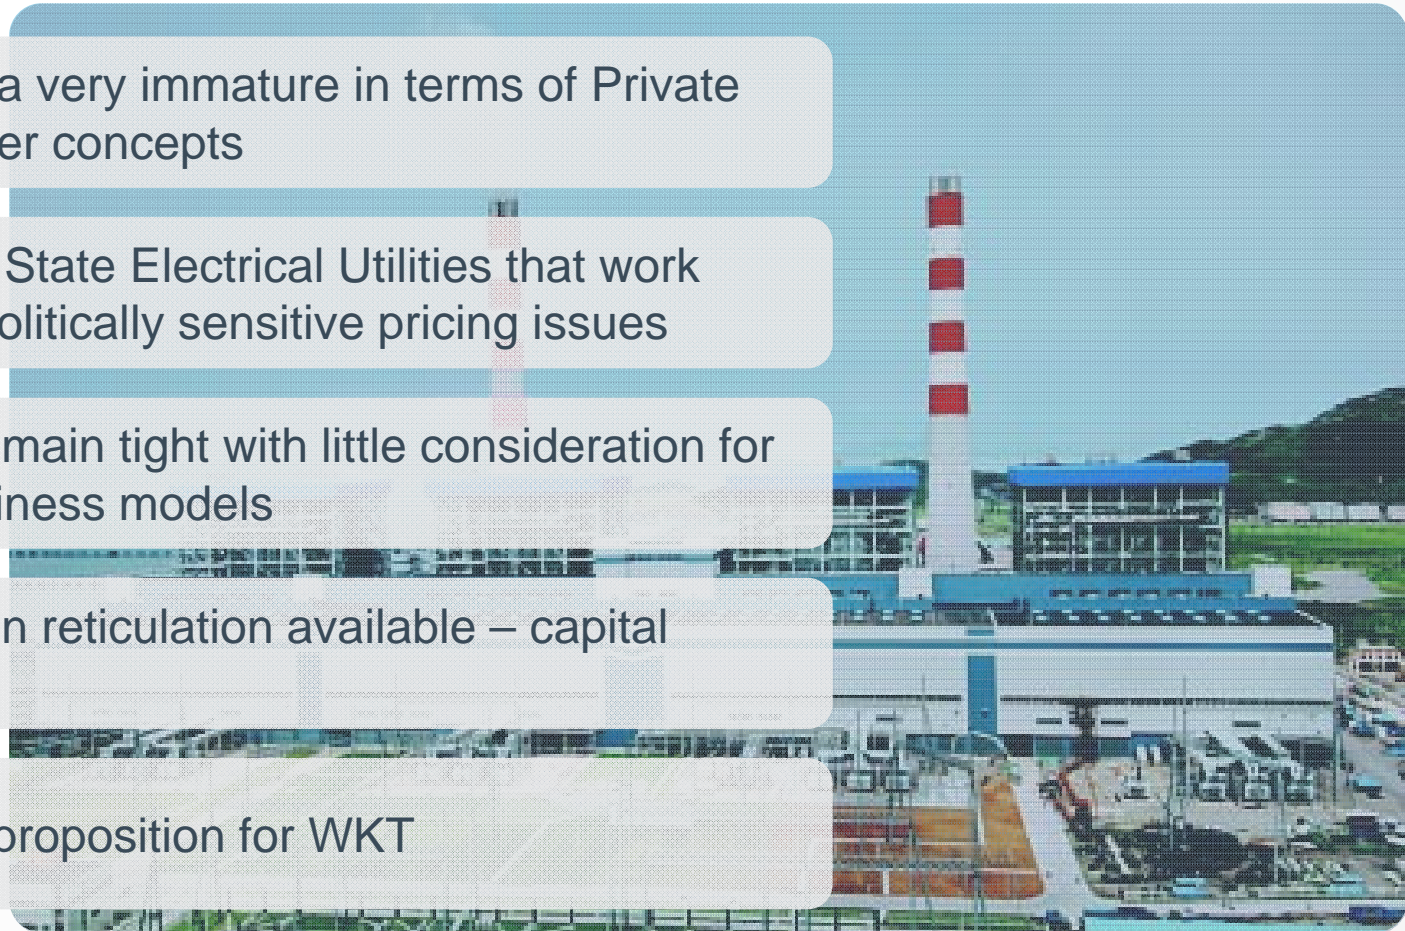 a very immature in terms of Private
er concepts
State Electrical Utilities that work
olitically sensitive pricing issues
main tight with little consideration for
iness models
n reticulation available – capital
proposition for WKT